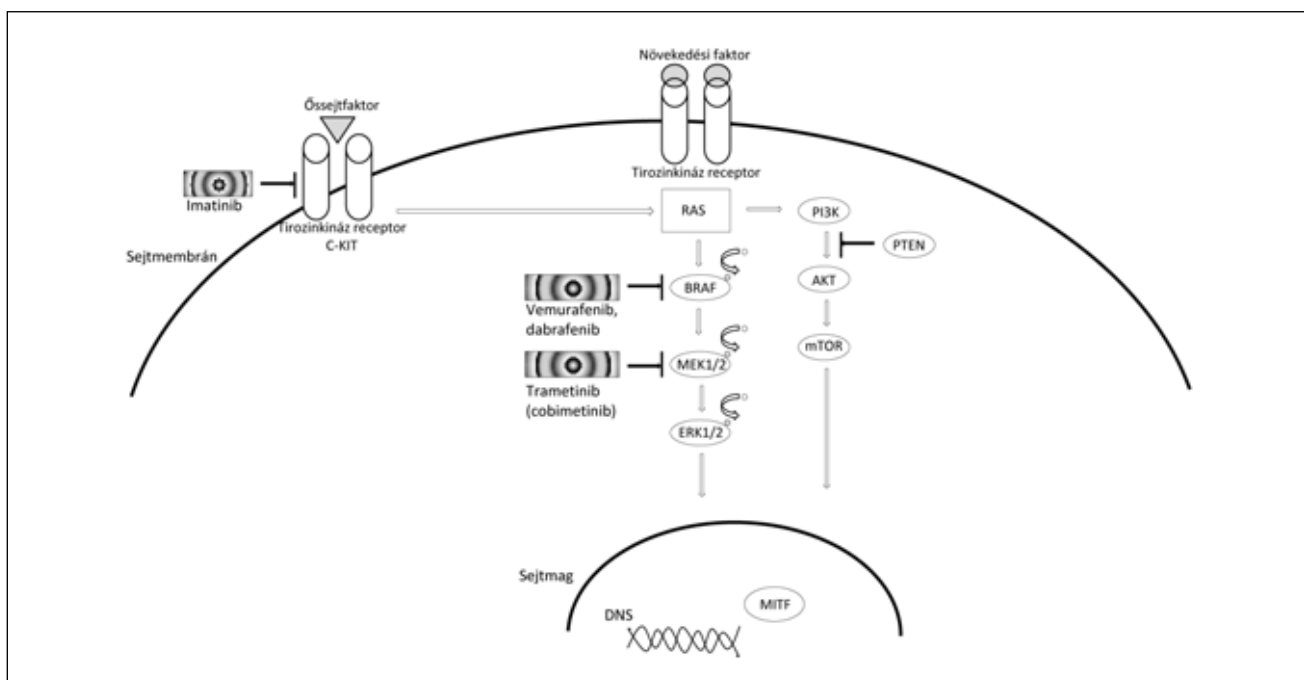 Növekedési faktor
Őssejtfaktor
Tirozinkináz receptor
Imatinib
RAS
PI3K
Tirozinkináz receptor
C-KIT
PTEN
Sejtmembrán
BRAF
AKT
Vemurafenib,
dabrafenib
mTOR
MEK1/2
Trametinib
(cobimetinib)
ERK1/2
Sejtmag
MITF
DNS